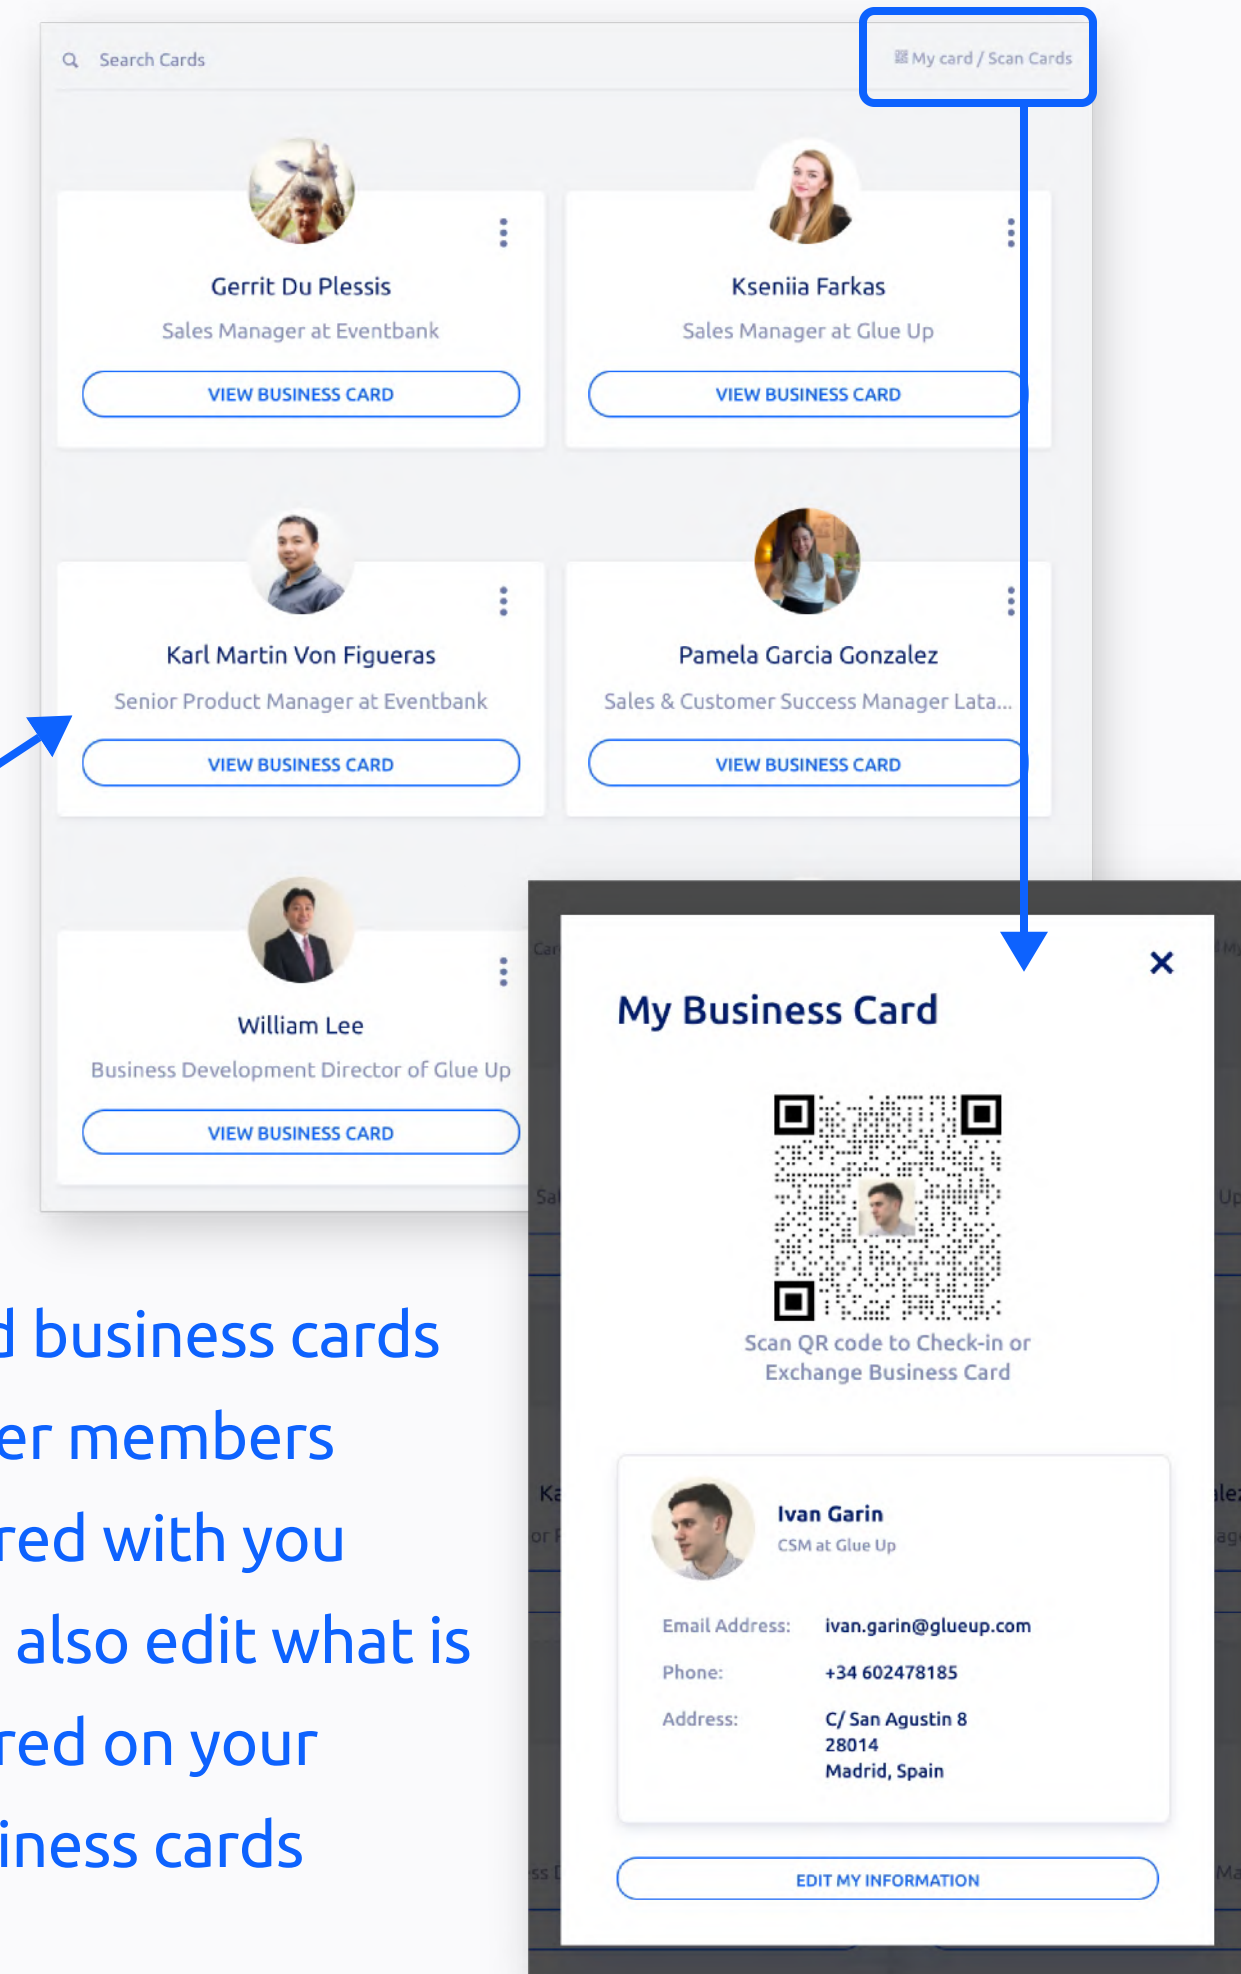 Search Cards
My card / Scan Cards
Gerrit Du Plessis
Sales Manager at Eventbank
VIEW BUSINESS CARD
Kseniia Farkas
Sales Manager at Glue Up
VIEW BUSINESS CARD
Karl Martin Von Figueras
Senior Product Manager at Eventbank
VIEW BUSINESS CARD
Pamela Garcia Gonzalez
Sales & Customer Success Manager Lata...
VIEW BUSINESS CARD
William Lee
Business Development Director of Glue Up
VIEW BUSINESS CARD
d business cards
er members
red with you
also edit what is
red on your
iness cards
My Business Card
Scan QR code to Check-in or
Exchange Business Card
Ivan Garin
CSM at Glue Up
Email Address: ivan.garin@glueup.com
Phone: +34 602478185
Address: C/ San Agustin 8
28014
Madrid, Spain
EDIT MY INFORMATION